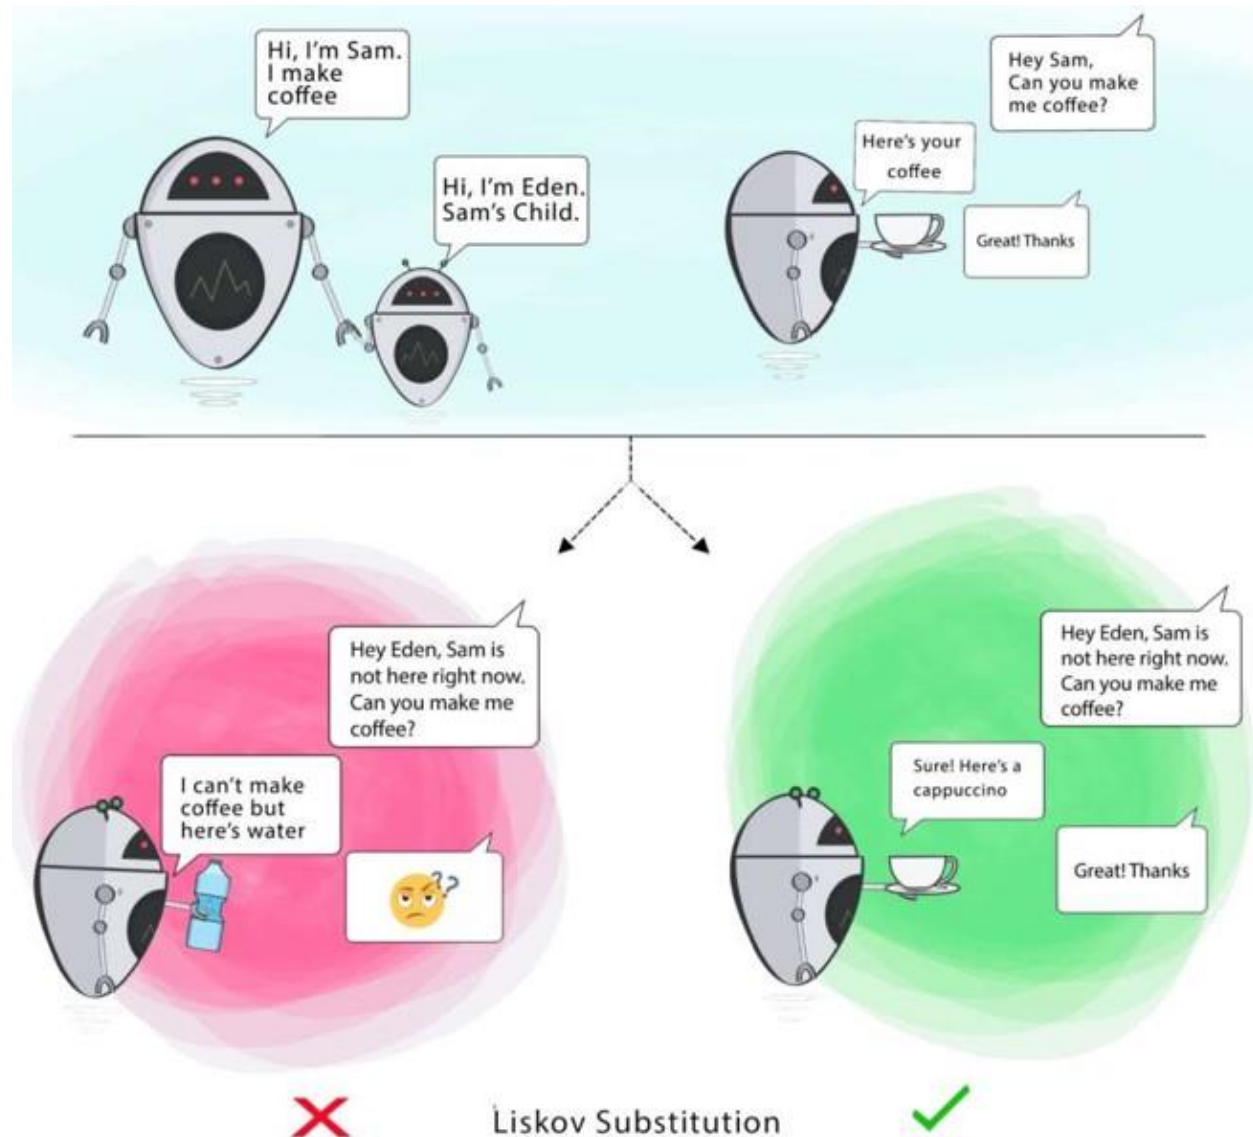 Hi, I'm Sam.
I make
coffee
Hi, I'm Eden.
Sam's Child.
Hey Sam,
Can you make
me coffee?
Here's your
coffee
Great! Thanks
Hey Eden, Sam is
not here right now.
Can you make me
coffee?
I can't make
coffee but
here's water
??
Hey Eden, Sam is
not here right now.
Can you make me
coffee?
Sure! Here's a
cappuccino
Great! Thanks
Liskov Substitution